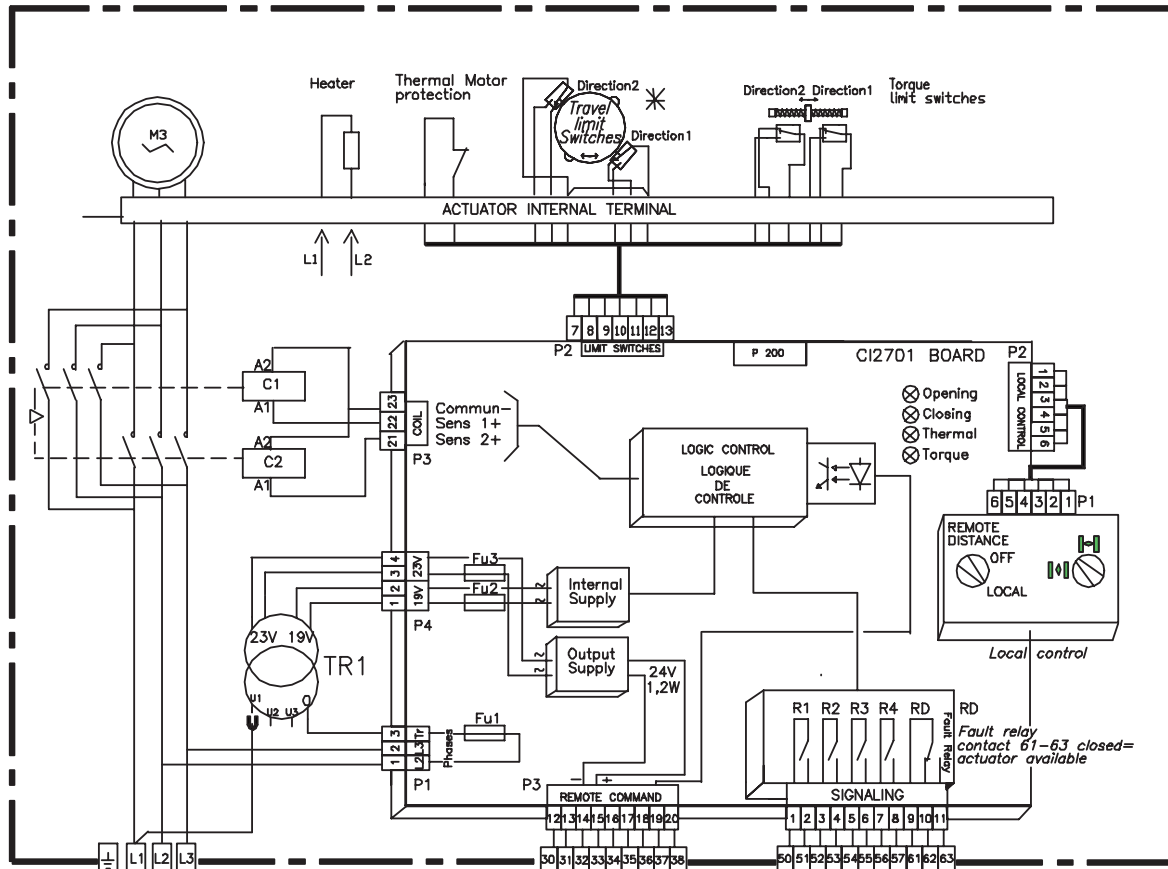 Heater
Thermal Motor
protection
Direction2
Travel
limit
Switches
Direction1
Direction2 Direction1
Torque
limit switches
M3
ACTUATOR INTERNAL TERMINAL
L1
L2
7 8 9 10 11 12 13
P2
LIMIT SWITCHES
P 200
CI2701 BOARD
P2
LOCAL CONTROL
1
2
3
4
5
6
A2
C1
A1
A2
C2
A1
23
22
21
COIL
P3
Commun-
Sens 1+
Sens 2+
Opening
Closing
Thermal
Torque
LOGIC CONTROL
LOGIQUE
DE
CONTROLE
6 5 4 3 2 1
P1
REMOTE
DISTANCE
OFF
LOCAL
Local control
4
3
2
1
23V
19V
P4
Fu3
Fu2
Internal
Supply
Output
Supply
24V
1,2W
23V 19V
TR1
U1
U2
U3
0
3
2
1
Tr
L3
L2
Phases
P1
Fu1
R1 R2 R3 R4 RD
Fault Relay
RD
Fault relay
contact 61-63 closed=
actuator available
P3
- +
REMOTE COMMAND
12 13 14 15 16 17 18 19 20
30 31 32 33 34 35 36 37 38
SIGNALING
1 2 3 4 5 6 7 8 9 10 11
50 51 52 53 54 55 56 57 61 62 63
L1 L2 L3